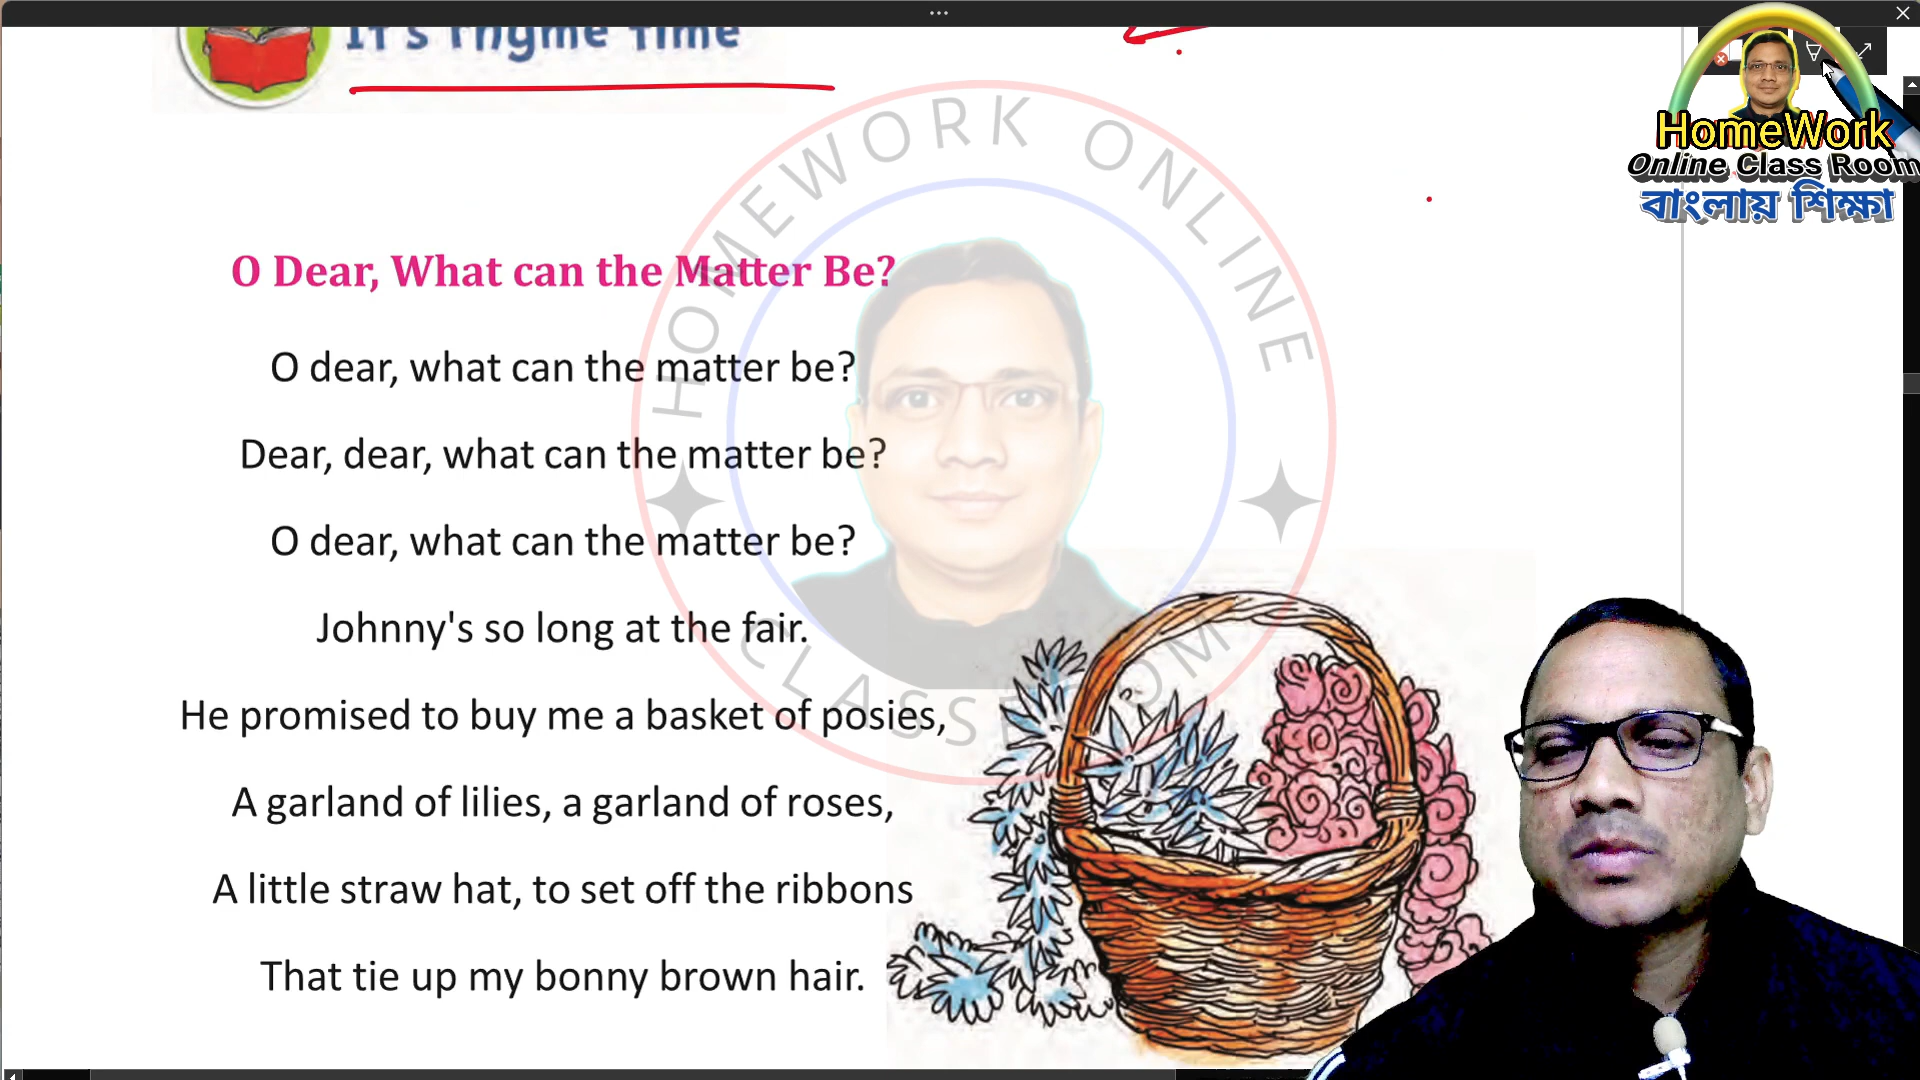 It's rhyme time
HomeWork
Online Class Room
বাংলায় শিক্ষা
HOMEWORK ONLINE
CLASSROOM
O Dear, What can the Matter Be?
O dear, what can the matter be?
Dear, dear, what can the matter be?
O dear, what can the matter be?
Johnny's so long at the fair.
He promised to buy me a basket of posies,
A garland of lilies, a garland of roses,
A little straw hat, to set off the ribbons
That tie up my bonny brown hair.